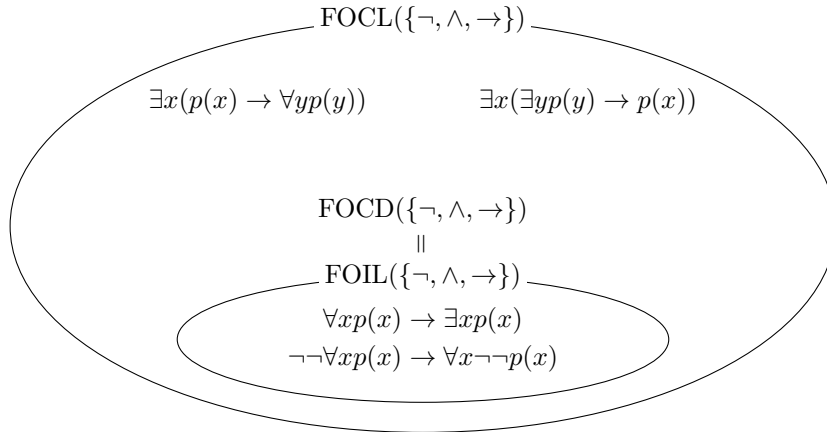 FOCL({¬, ∧, →})
∃x(p(x) → ∀yp(y)) ∃x(∃yp(y) → p(x))
FOCD({¬, ∧, →})
=
FOIL({¬, ∧, →})
∀xp(x) → ∃xp(x)
¬¬∀xp(x) → ∀x¬¬p(x)